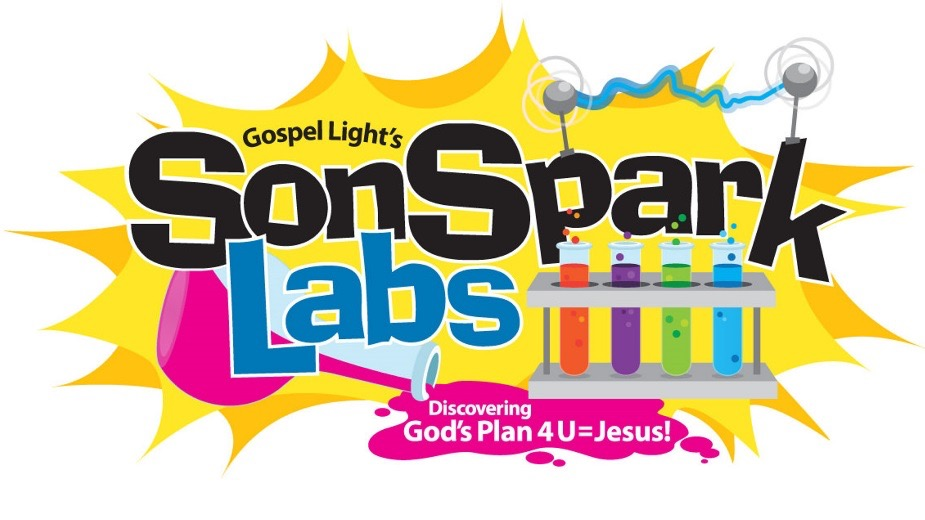 Gospel Light's
SonSpark
Labs
Discovering
God's Plan 4 U=Jesus!